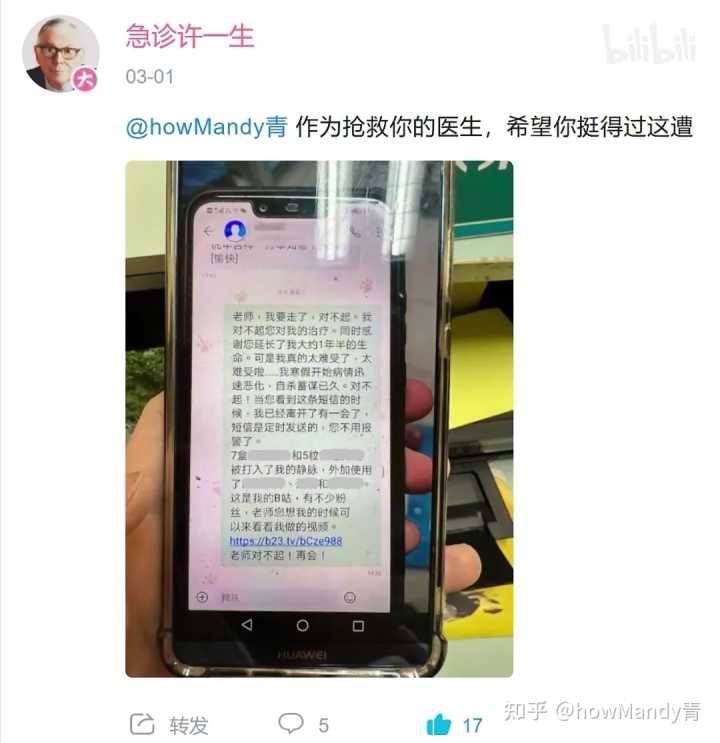 急诊许一生
bilibili
大
03-01
@howMandy青 作为抢救你的医生，希望你挺得过这遭
[愉快]
老师，我要走了，对不起。我
对不起您对我的治疗。同时感
谢您延长了我大约1年半的生
命。可是我真的太难受了，太
难受啦……我寒假开始病情迅
速恶化，自杀蓄谋已久。对不
起！当您看到这条短信的时
候，我已经离开了有一会了，
短信是定时发送的，您不用报
警了。
7盒 和5粒
被打入了我的静脉，外加使用
了 、 和 。
这是我的B站，有不少粉
丝，老师您想我的时候可
以来看看我做的视频。
https://b23.tv/bCze988
老师对不起！再会！
HUAWEI
转发
5
17
知乎 @howMandy青